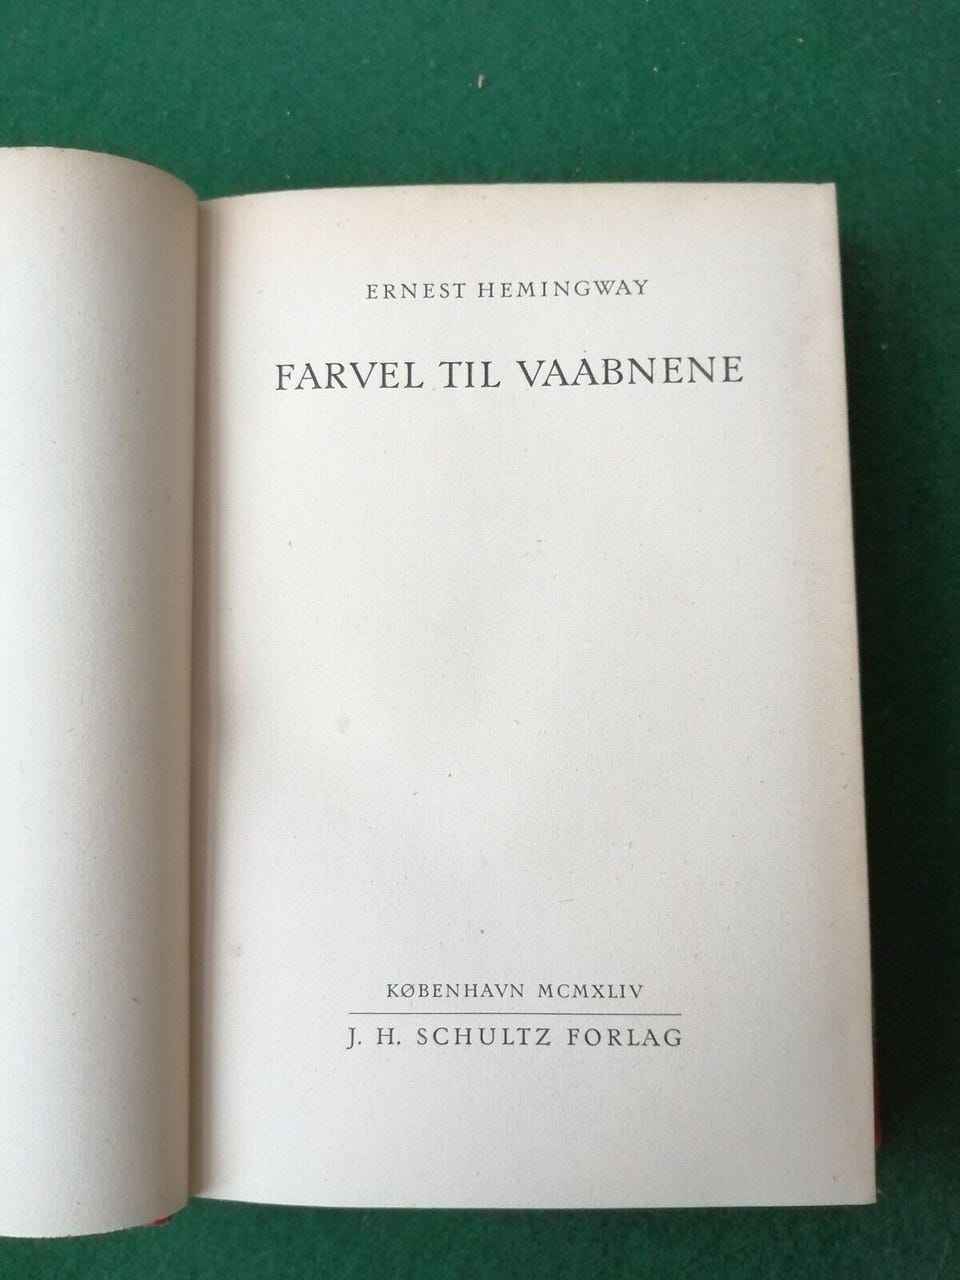 ERNEST HEMINGWAY
FARVEL TIL VAABNENE
KØBENHAVN MCMXLIV
J. H. SCHULTZ FORLAG